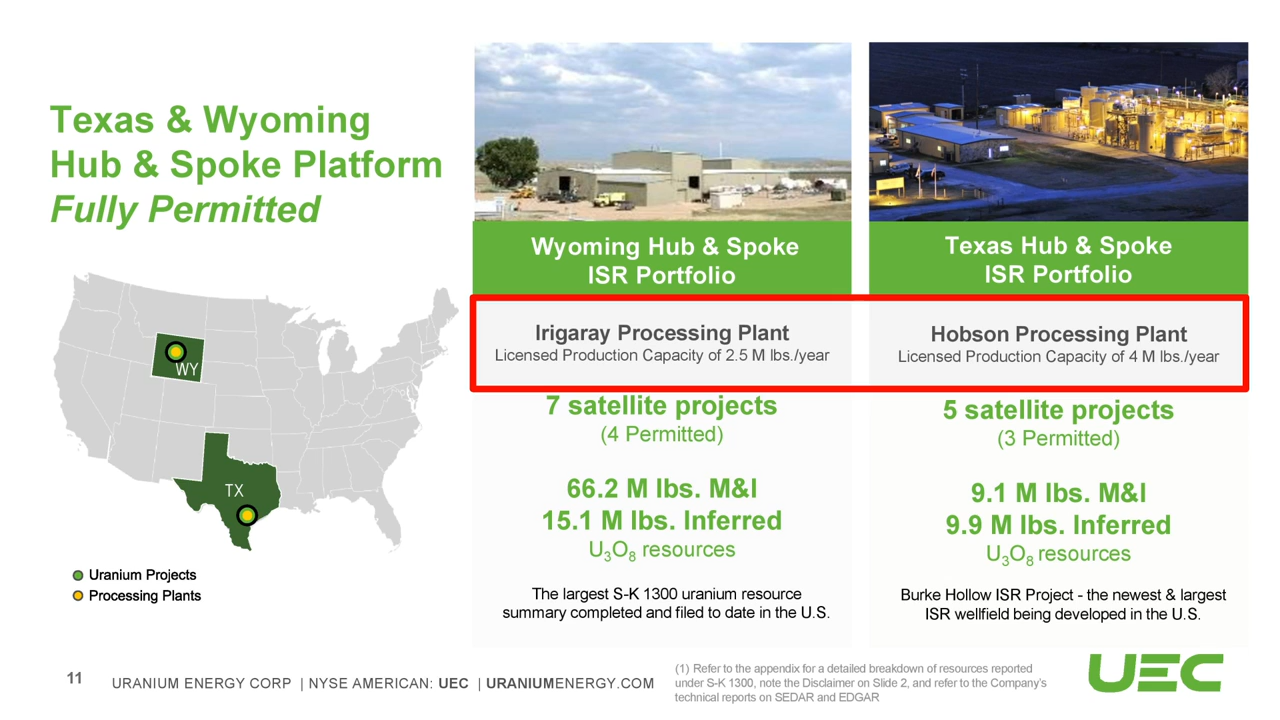 Texas & Wyoming
Hub & Spoke Platform
Fully Permitted
WY
TX
Uranium Projects
Processing Plants
Wyoming Hub & Spoke
ISR Portfolio
Irigaray Processing Plant
Licensed Production Capacity of 2.5 M lbs./year
7 satellite projects
(4 Permitted)
66.2 M lbs. M&I
15.1 M lbs. Inferred
U₃O₈ resources
The largest S-K 1300 uranium resource
summary completed and filed to date in the U.S.
Texas Hub & Spoke
ISR Portfolio
Hobson Processing Plant
Licensed Production Capacity of 4 M lbs./year
5 satellite projects
(3 Permitted)
9.1 M lbs. M&I
9.9 M lbs. Inferred
U₃O₈ resources
Burke Hollow ISR Project - the newest & largest
ISR wellfield being developed in the U.S.
11
URANIUM ENERGY CORP | NYSE AMERICAN: UEC | URANIUMENERGY.COM
(1) Refer to the appendix for a detailed breakdown of resources reported
under S-K 1300, note the Disclaimer on Slide 2, and refer to the Company's
technical reports on SEDAR and EDGAR
UEC